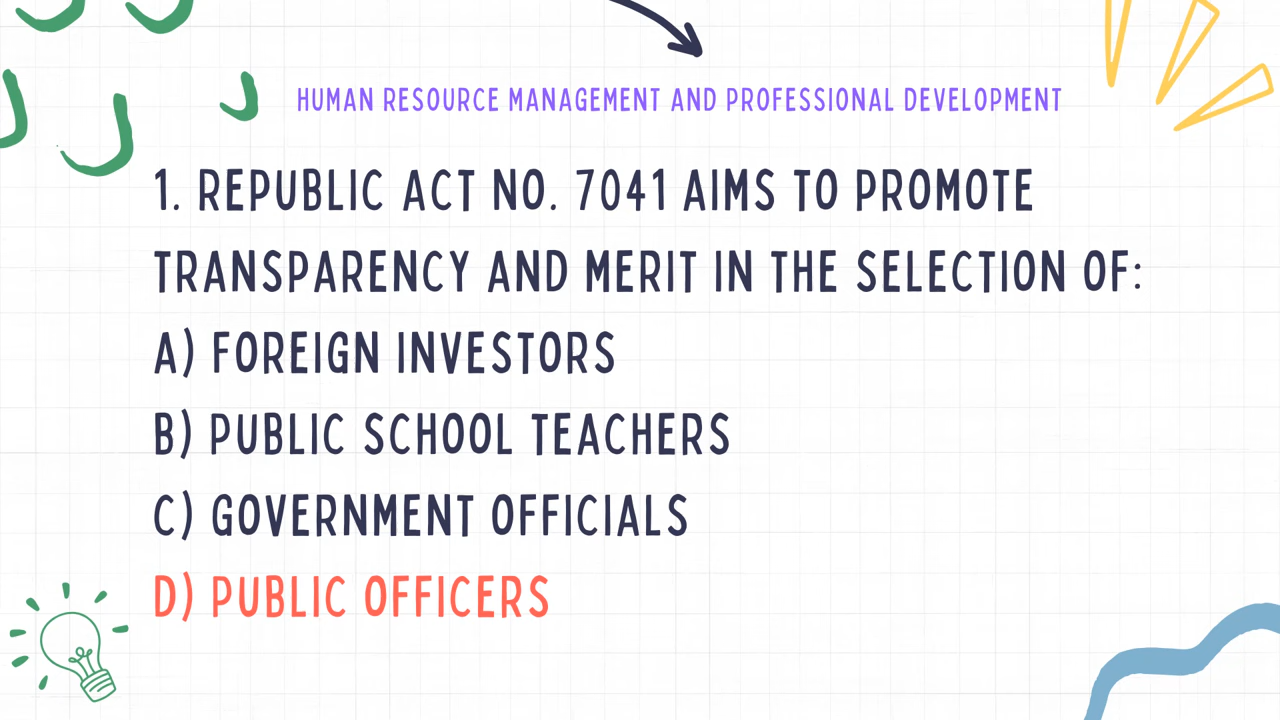 HUMAN RESOURCE MANAGEMENT AND PROFESSIONAL DEVELOPMENT
1. REPUBLIC ACT NO. 7041 AIMS TO PROMOTE
TRANSPARENCY AND MERIT IN THE SELECTION OF:
A) FOREIGN INVESTORS
B) PUBLIC SCHOOL TEACHERS
C) GOVERNMENT OFFICIALS
D) PUBLIC OFFICERS